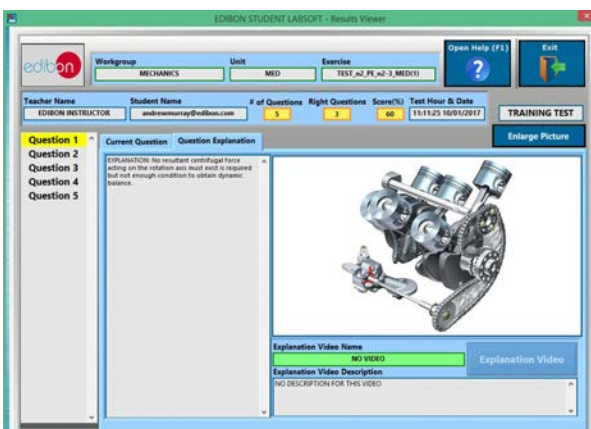 EDIBON STUDENT LABSOFT - Results Viewer
edibon
Workgroup
MECHANICS
Unit
MED
Exercise
TEST_n2_PE_n2-3_MED(1)
Open Help (F1)
?
Exit
Teacher Name
EDIBON INSTRUCTOR
Student Name
andrewmurray@edibon.com
# of Questions
5
Right Questions
3
Score(%)
60
Test Hour & Date
11:11:25 10/01/2017
TRAINING TEST
Enlarge Picture
Question 1
Question 2
Question 3
Question 4
Question 5
Current Question
Question Explanation
EXPLANATION: No resultant centrifugal force
acting on the rotation axis must exist is required
but not enough condition to obtain dynamic
balance.
Explanation Video Name
NO VIDEO
Explanation Video
Explanation Video Description
NO DESCRIPTION FOR THIS VIDEO